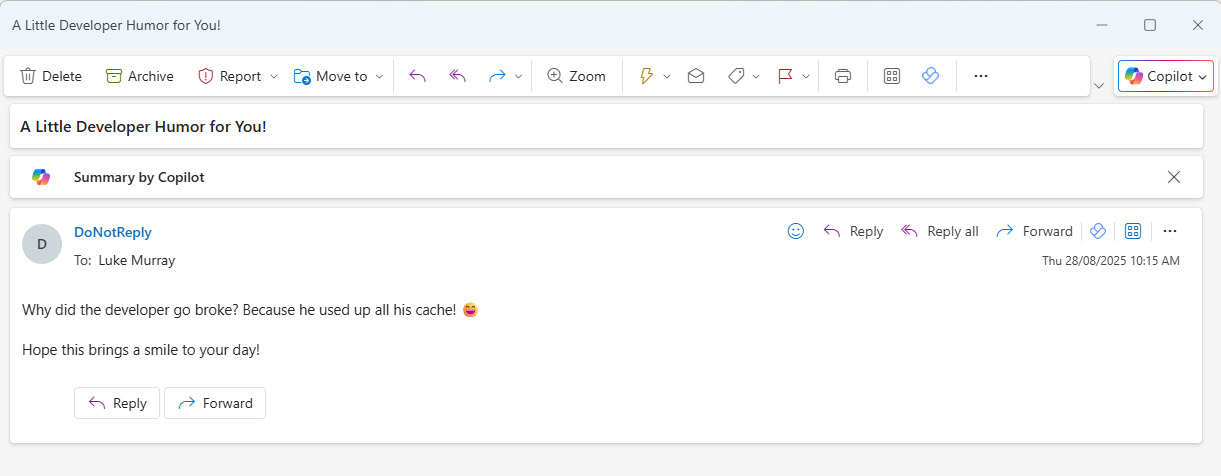 A Little Developer Humor for You!
Delete Archive Report Move to Zoom Copilot
A Little Developer Humor for You!
Summary by Copilot
D DoNotReply Reply Reply all Forward
To: Luke Murray Thu 28/08/2025 10:15 AM
Why did the developer go broke? Because he used up all his cache! 😄
Hope this brings a smile to your day!
Reply Forward